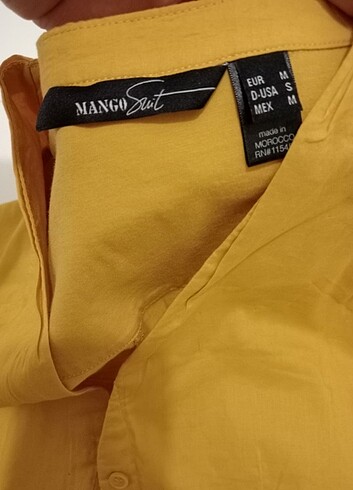 MANGO Suit
EUR M
D-USA S
MEX M
made in
MOROCCO